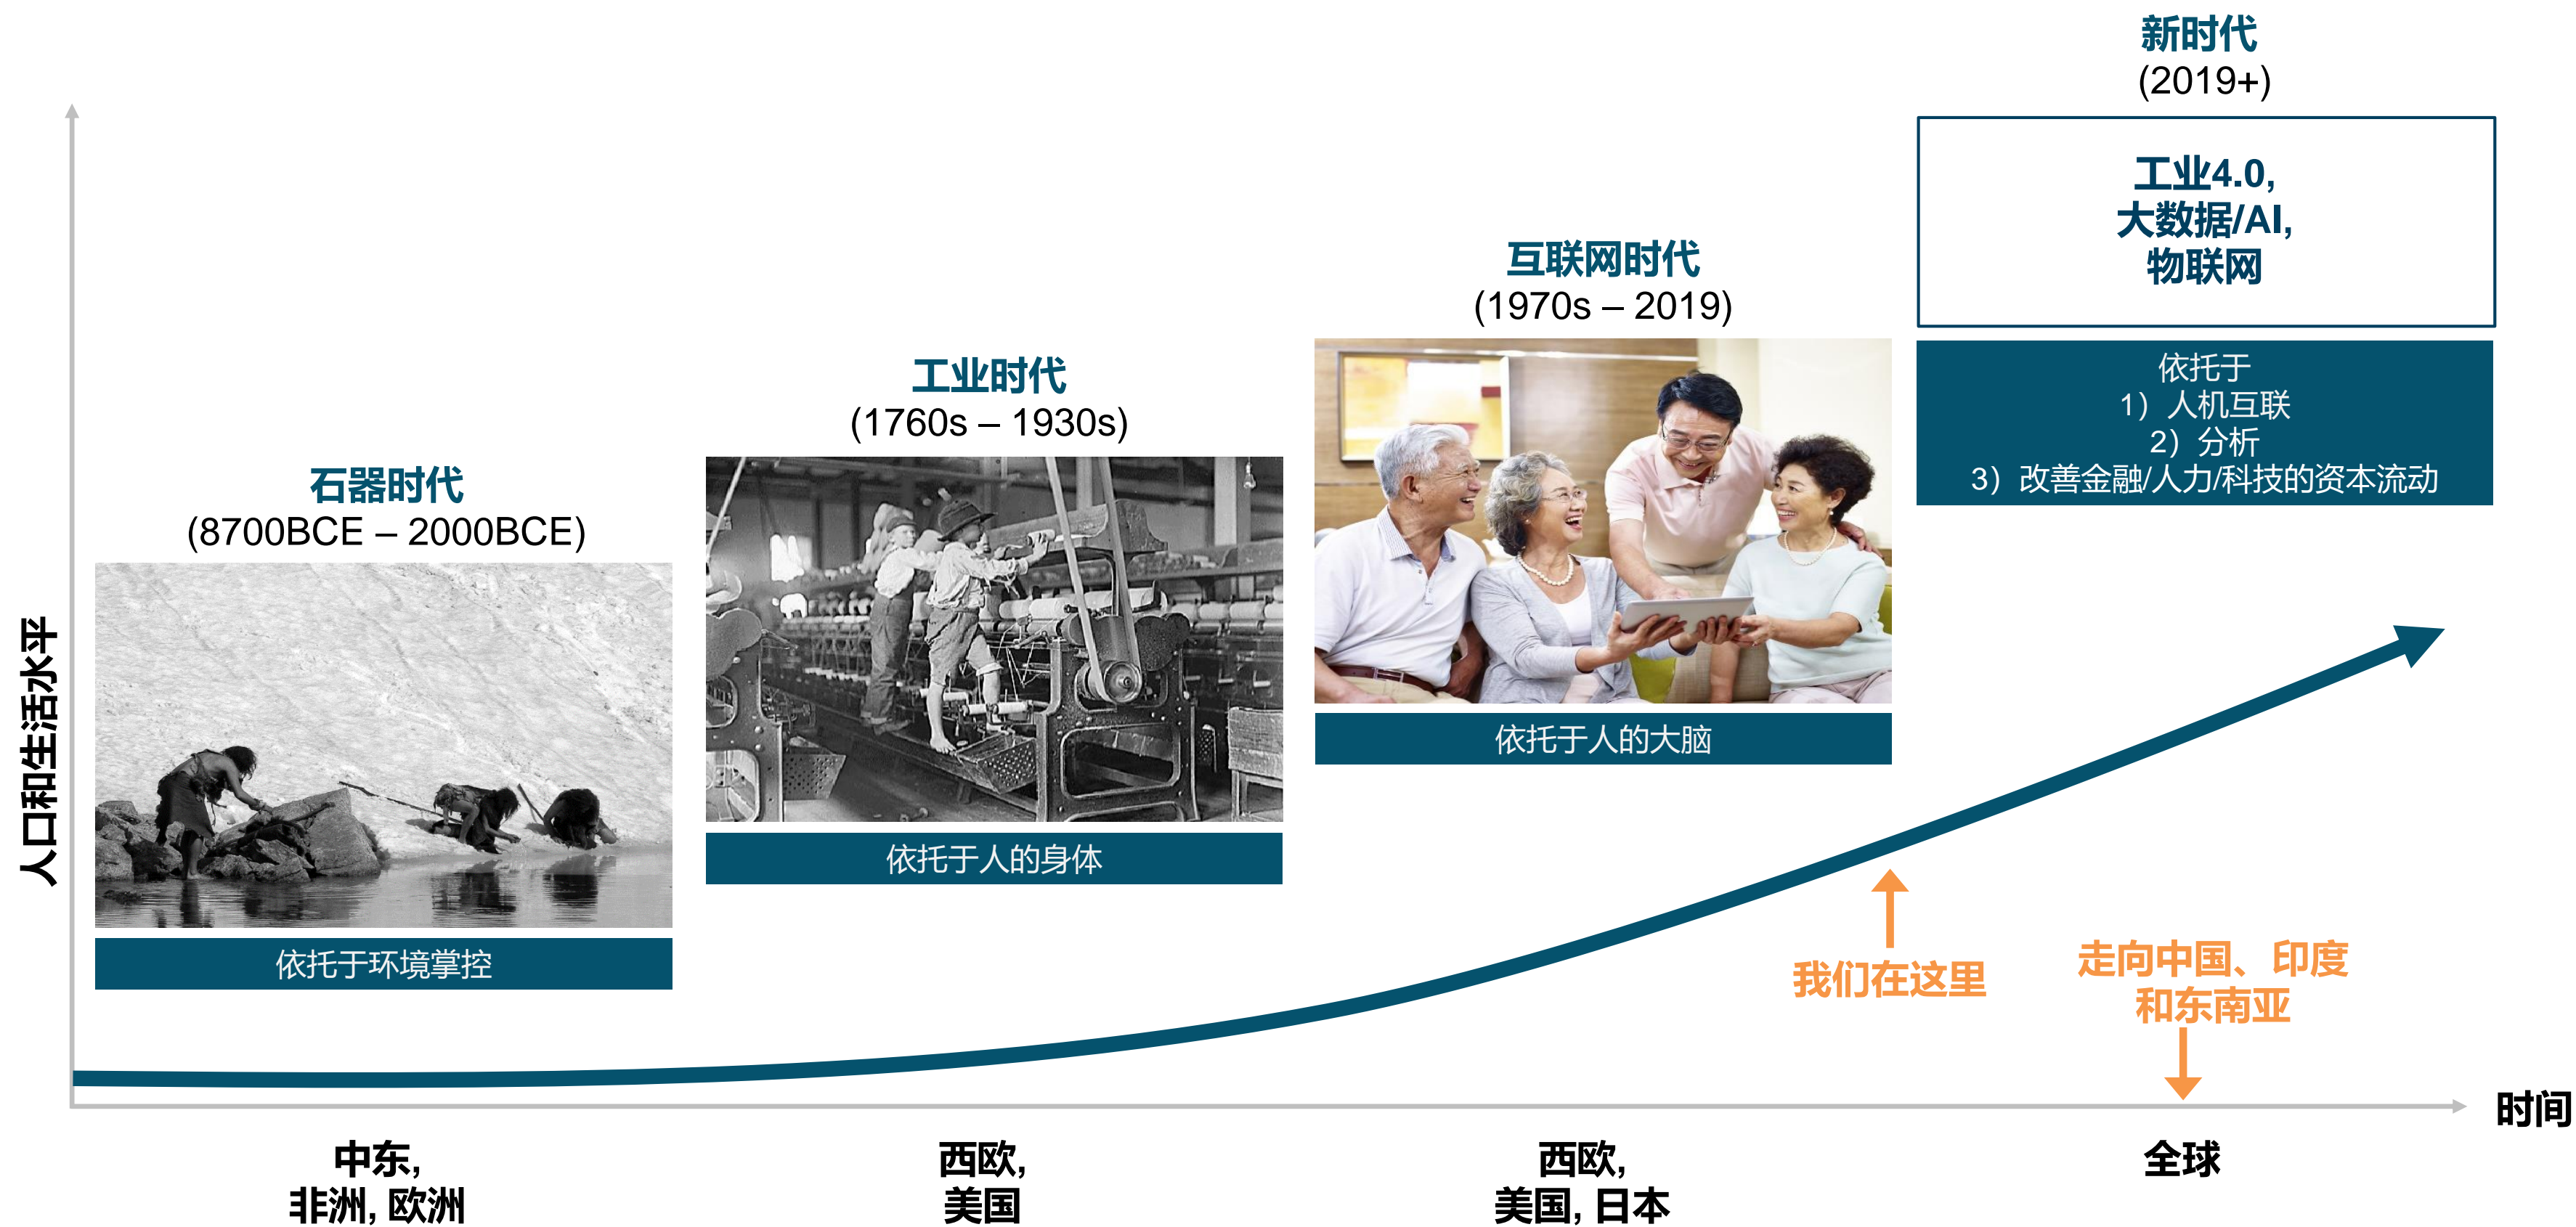 新时代
(2019+)
工业4.0,
大数据/AI,
物联网
依托于
1）人机互联
2）分析
3）改善金融/人力/科技的资本流动
互联网时代
(1970s – 2019)
依托于人的大脑
工业时代
(1760s – 1930s)
依托于人的身体
石器时代
(8700BCE – 2000BCE)
依托于环境掌控
人口和生活水平
我们在这里
走向中国、印度
和东南亚
时间
中东,
非洲, 欧洲
西欧,
美国
西欧,
美国, 日本
全球